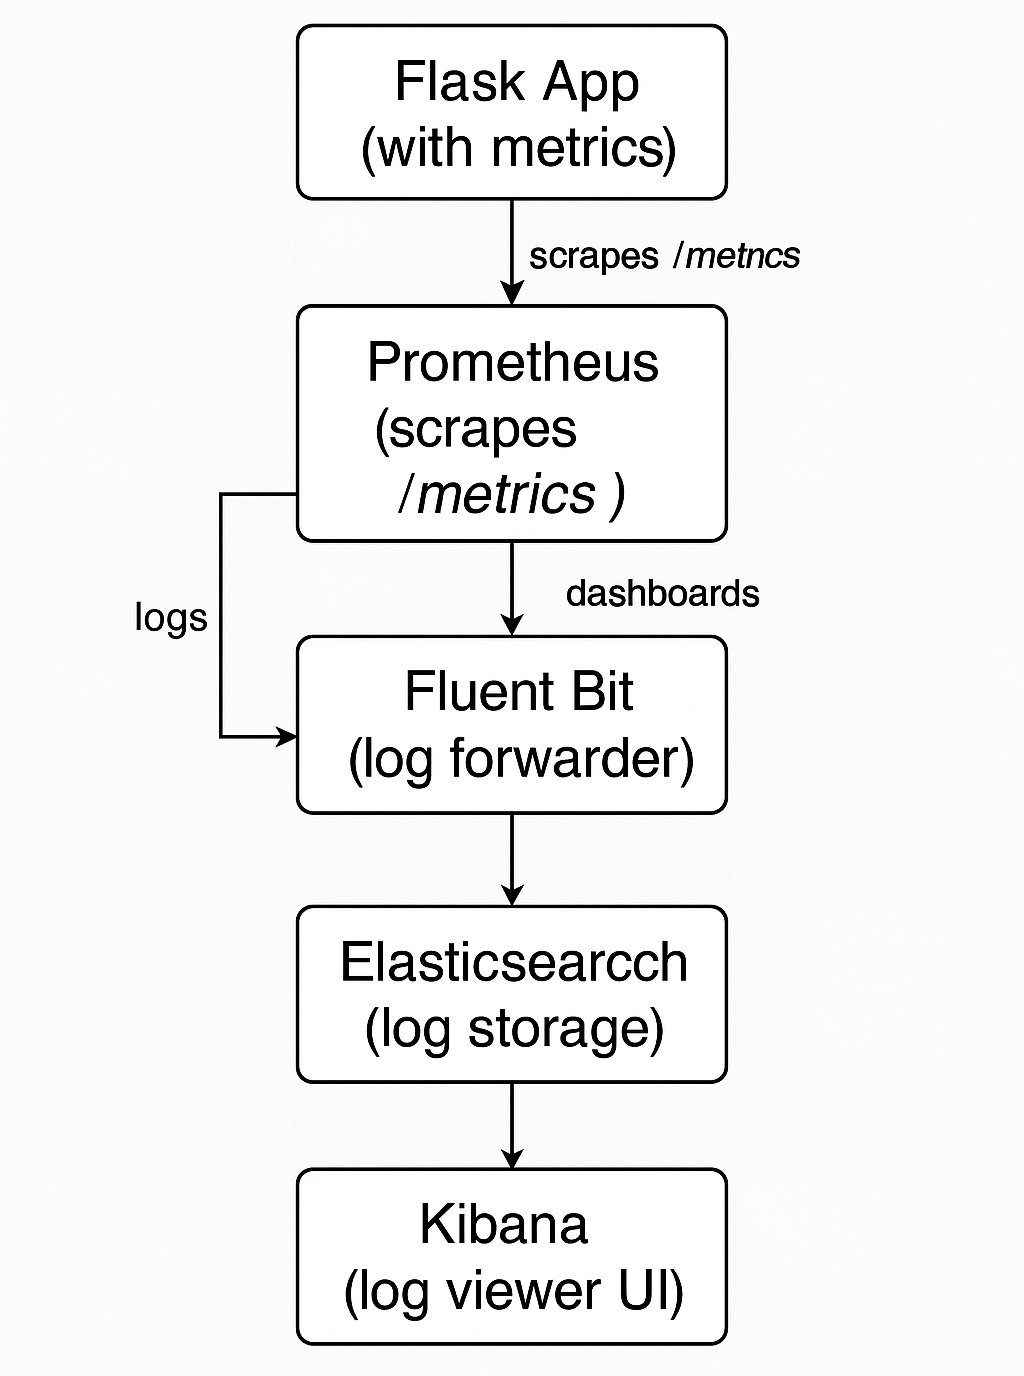 Flask App
(with metrics)
scrapes /metncs
Prometheus
(scrapes
/metrics )
logs
dashboards
Fluent Bit
(log forwarder)
Elasticsearcch
(log storage)
Kibana
(log viewer UI)